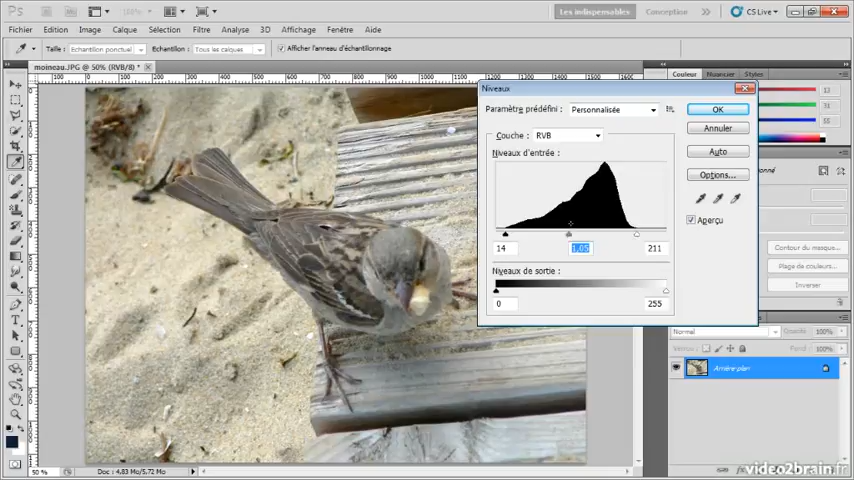 Ps
100%
Les indispensables
Conception
CS Live
Fichier Edition Image Calque Sélection Filtre Analyse 3D Affichage Fenêtre Aide
Taille : Echantillon ponctuel Echantillon : Tous les calques Afficher l'anneau d'échantillonnage
moineau.JPG @ 50% (RVB/8) *
Couleur Nuancier Styles
Niveaux
Paramètre prédéfini : Personnalisée
OK
Couche : RVB
Annuler
Niveaux d'entrée :
Auto
Options...
Aperçu
14 1,05 211
Niveaux de sortie :
0 255
Contour du masque...
Plage de couleurs...
Inverser
Normal Opacité : 100%
Verrou : Fond : 100%
Arrière-plan
50 % Doc : 4,83 Mo/5,72 Mo
video2brain.fr